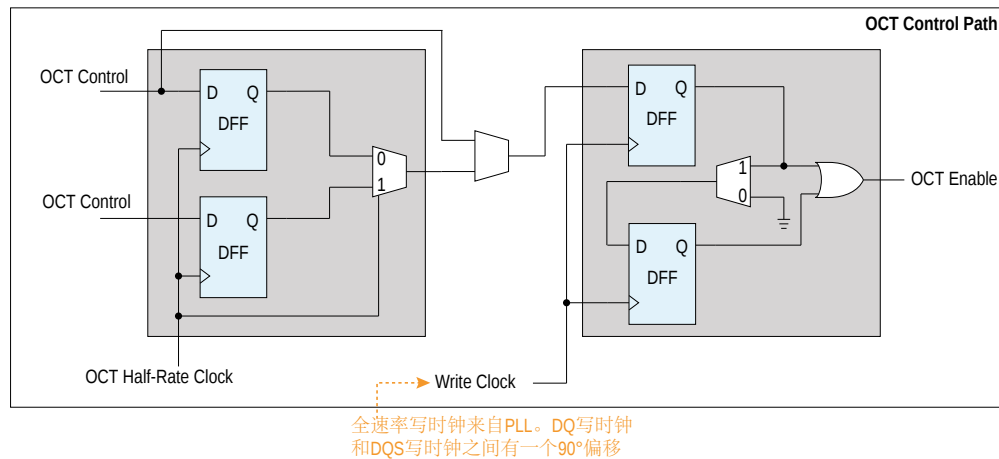 OCT Control Path
OCT Control
D Q
DFF
0
1
OCT Control
D Q
DFF
OCT Half-Rate Clock
D Q
DFF
1
0
OCT Enable
D Q
DFF
Write Clock
全速率写时钟来自PLL。DQ写时钟
和DQS写时钟之间有一个90°偏移